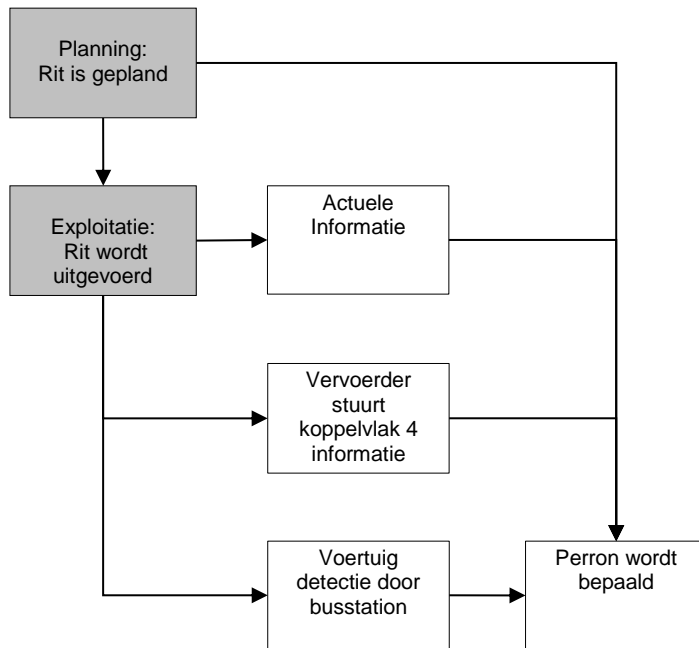 Planning:
Rit is gepland
Exploitatie:
Rit wordt
uitgevoerd
Actuele
Informatie
Vervoerder
stuurt
koppelvlak 4
informatie
Voertuig
detectie door
busstation
Perron wordt
bepaald